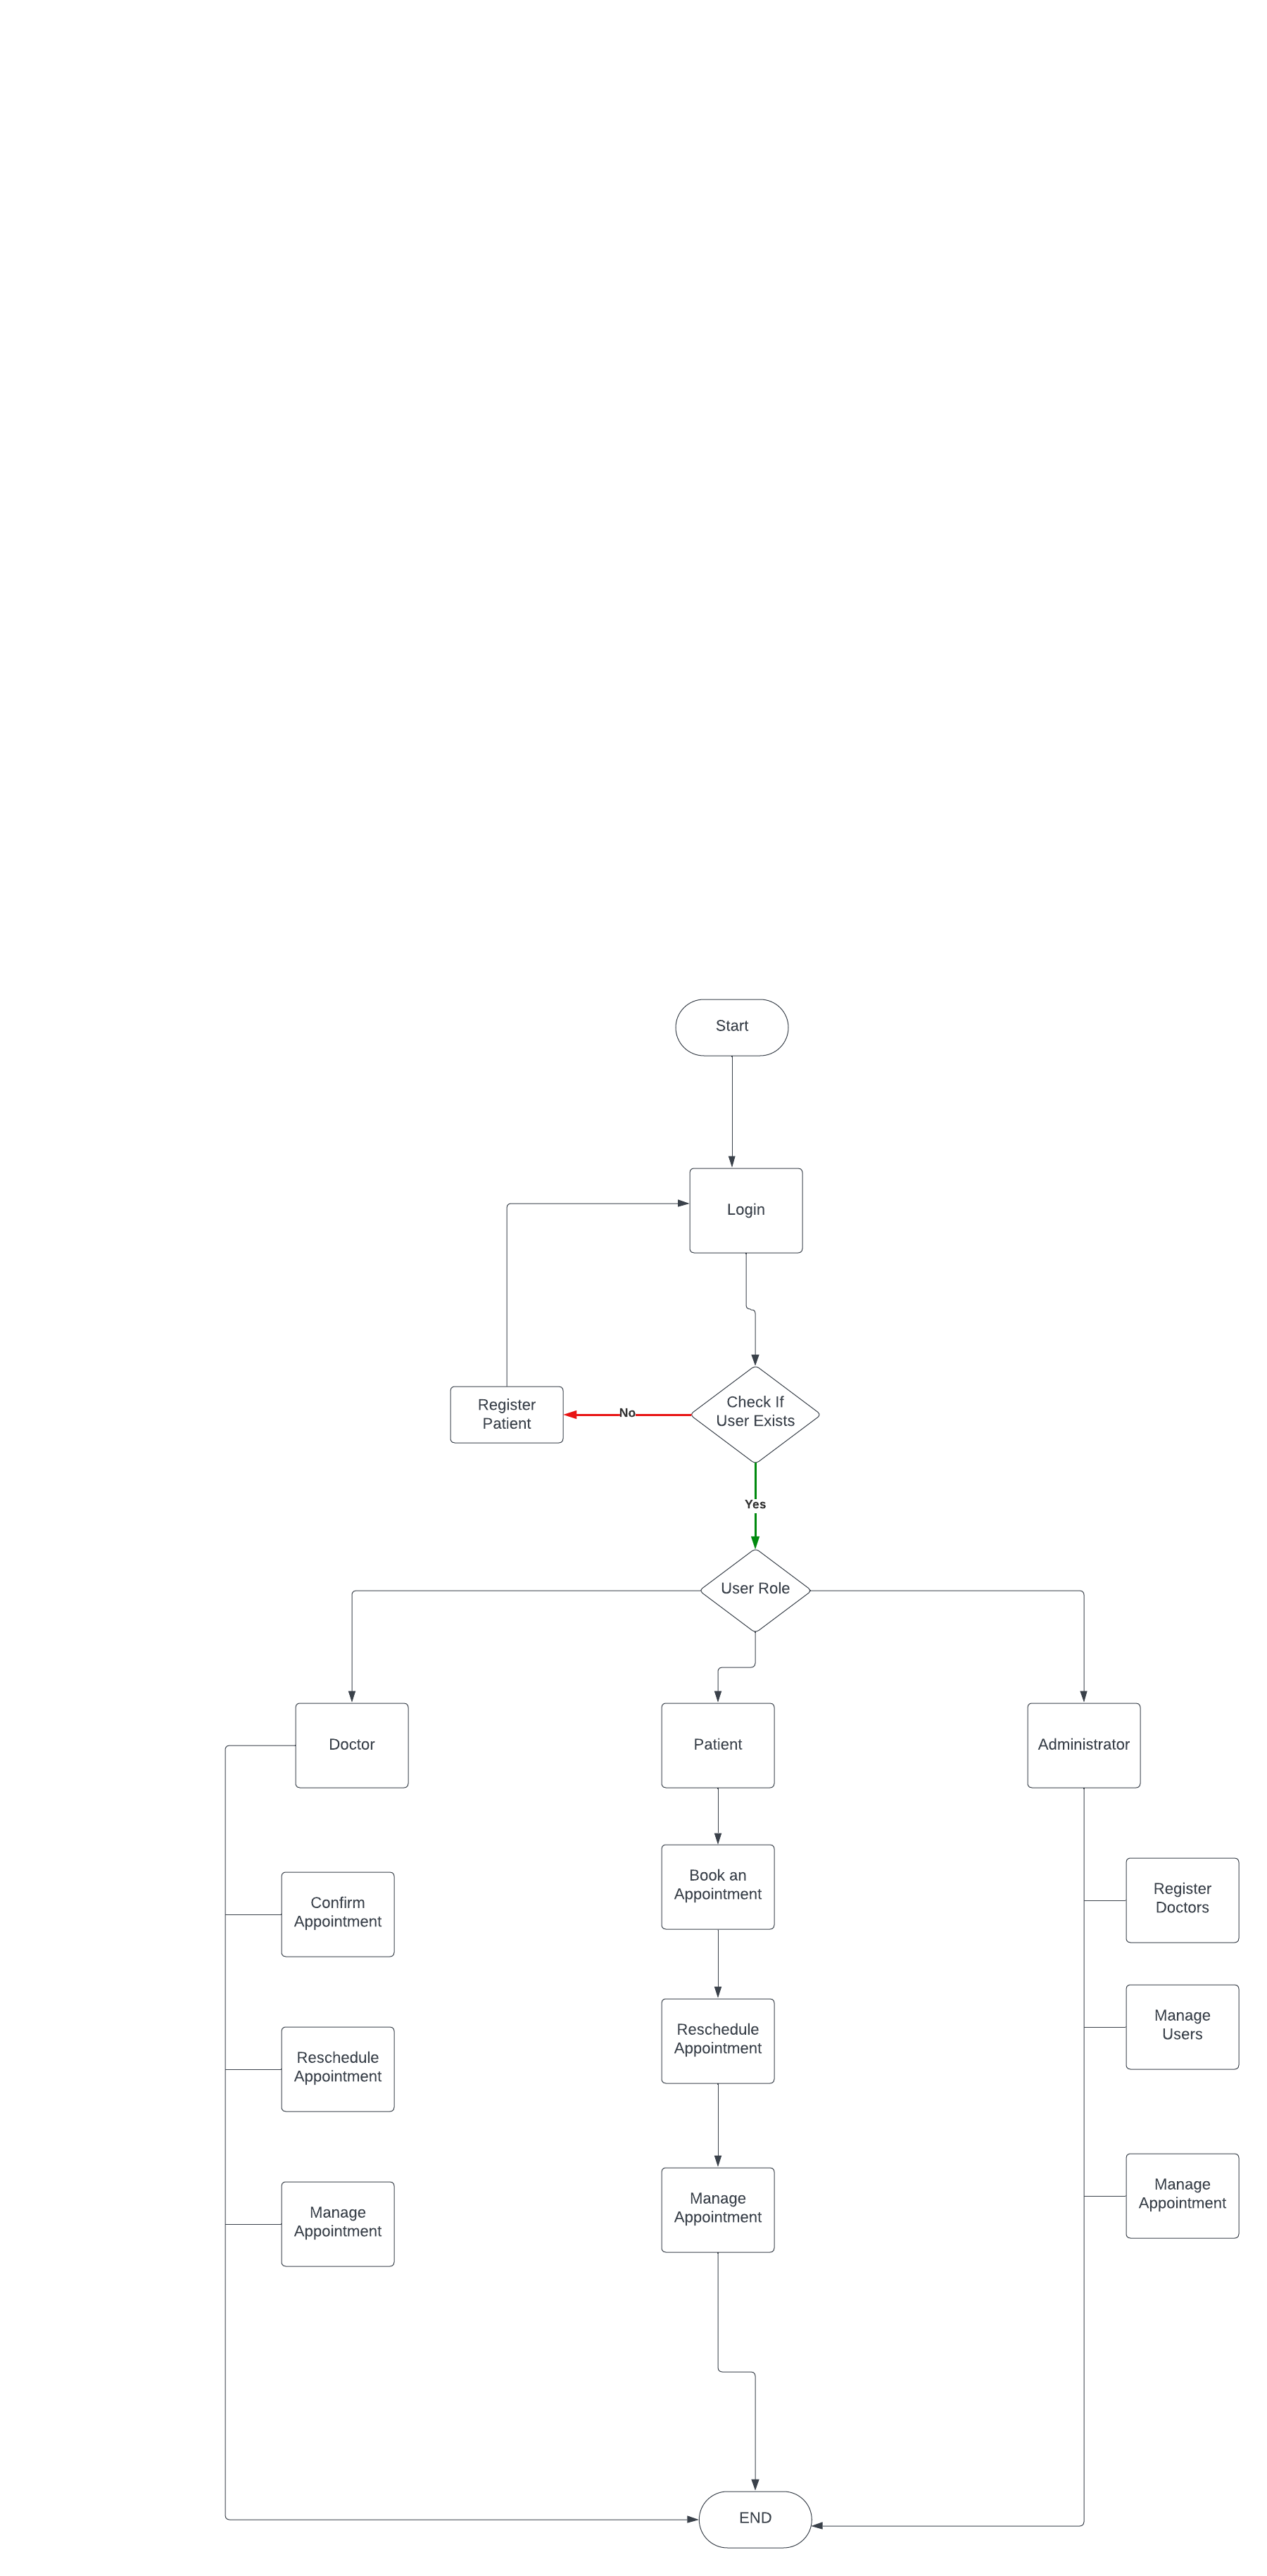 Start
Login
Check If
User Exists
No
Register
Patient
Yes
User Role
Doctor
Patient
Administrator
Confirm
Appointment
Reschedule
Appointment
Manage
Appointment
Book an
Appointment
Reschedule
Appointment
Manage
Appointment
Register
Doctors
Manage
Users
Manage
Appointment
END